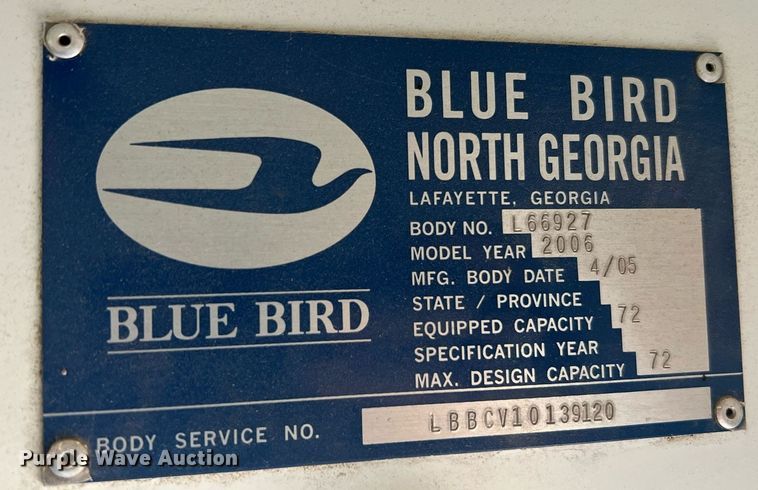 BLUE BIRD
NORTH GEORGIA
LAFAYETTE, GEORGIA
BODY NO. L66927
MODEL YEAR 2006
MFG. BODY DATE 4/05
STATE / PROVINCE
EQUIPPED CAPACITY 72
SPECIFICATION YEAR
MAX. DESIGN CAPACITY 72
BLUE BIRD
BODY SERVICE NO. LBBCV10139120
Purple Wave Auction